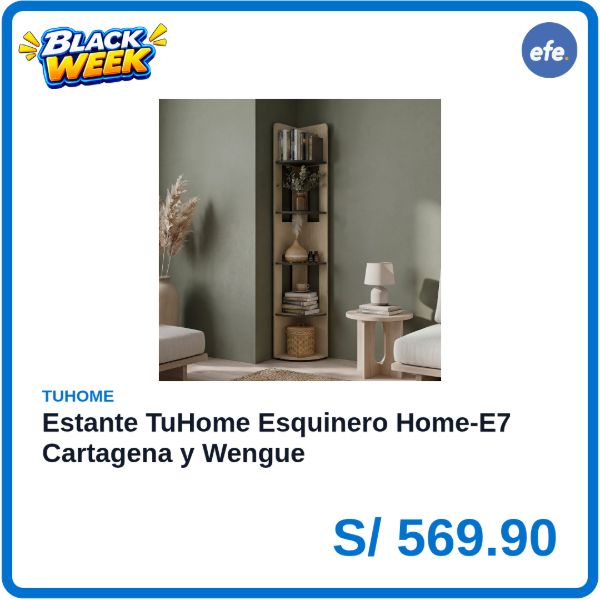 BLACK
WEEK
efe.
TUHOME
Estante TuHome Esquinero Home-E7
Cartagena y Wengue
S/ 569.90